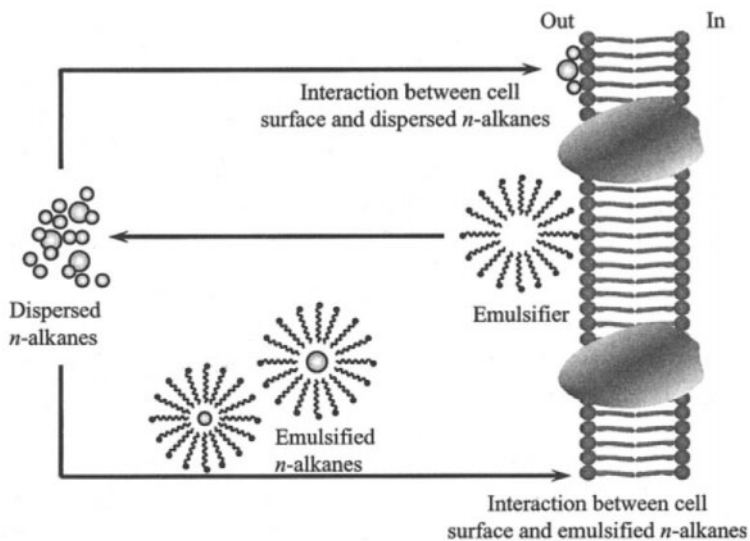 Out
In
Interaction between cell
surface and dispersed n-alkanes
Dispersed
n-alkanes
Emulsifier
Emulsified
n-alkanes
Interaction between cell
surface and emulsified n-alkanes